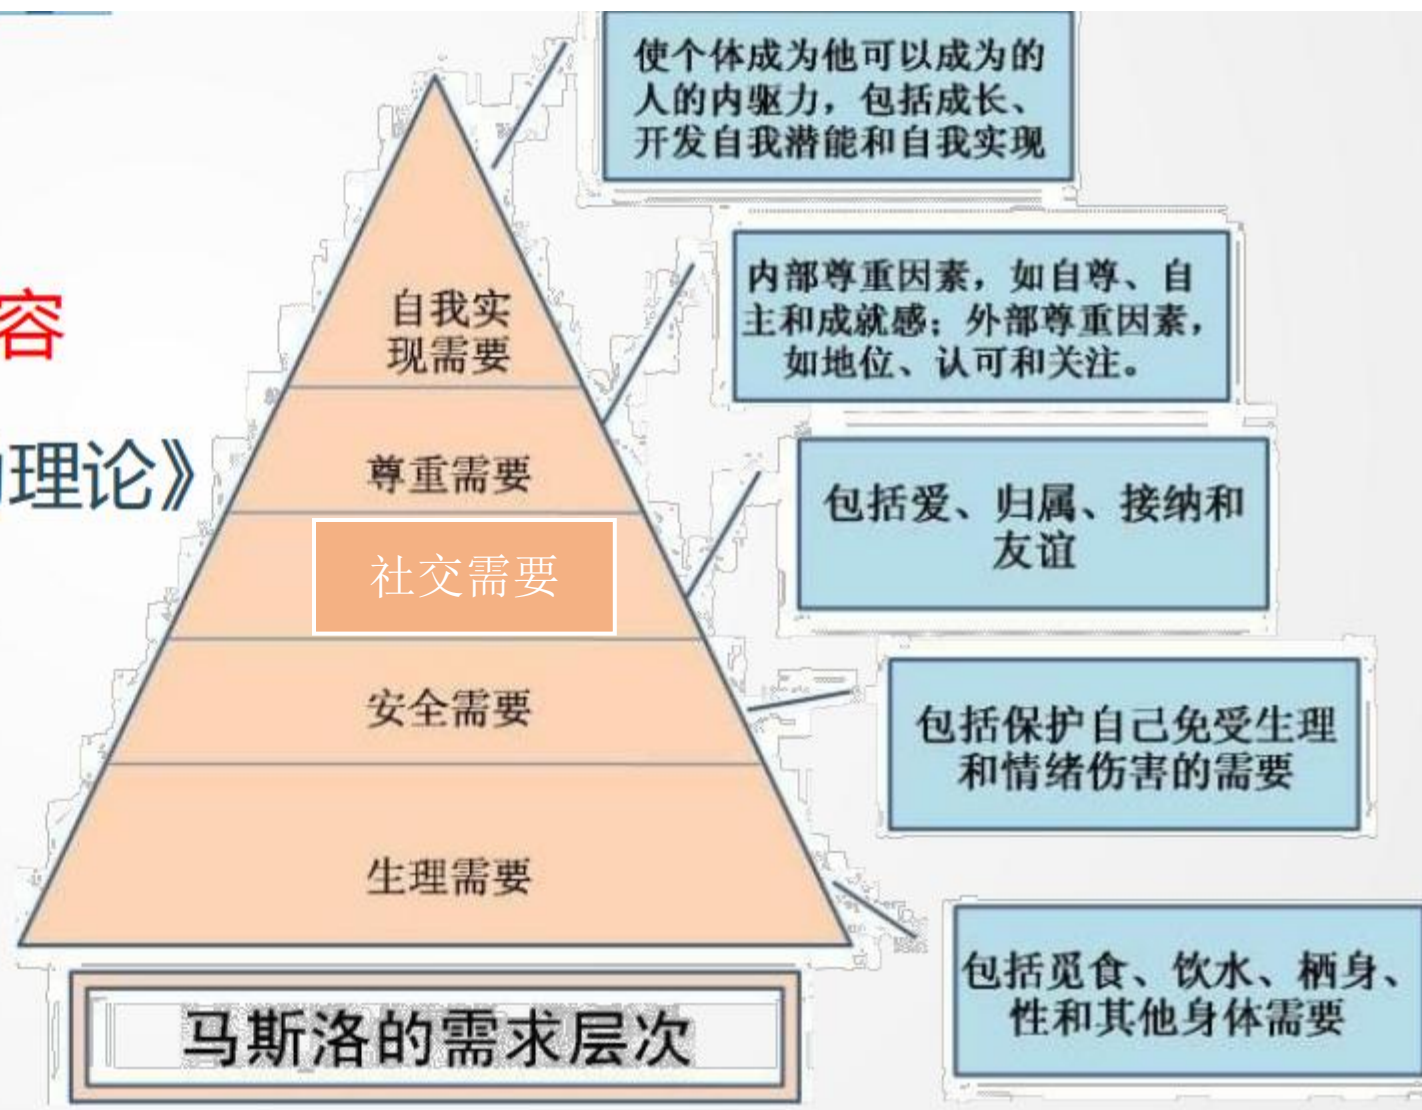 使个体成为他可以成为的
人的内驱力，包括成长、
开发自我潜能和自我实现
内部尊重因素，如自尊、自
主和成就感；外部尊重因素，
如地位、认可和关注。
自我实
现需要
容
理论》
尊重需要
包括爱、归属、接纳和
友谊
社交需要
安全需要
包括保护自己免受生理
和情绪伤害的需要
生理需要
包括觅食、饮水、栖身、
性和其他身体需要
马斯洛的需求层次